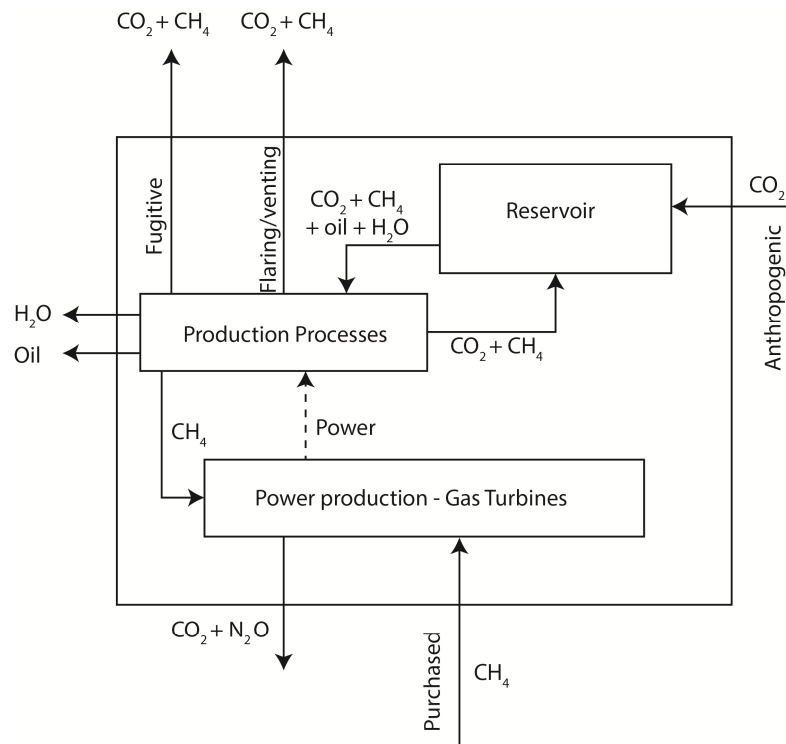 CO₂ + CH₄
CO₂ + CH₄
Fugitive
Flaring/venting
CO₂ + CH₄
+ oil + H₂O
Reservoir
CO₂
Anthropogenic
H₂O
Oil
Production Processes
CO₂ + CH₄
CH₄
Power
Power production - Gas Turbines
CO₂ + N₂O
Purchased
CH₄